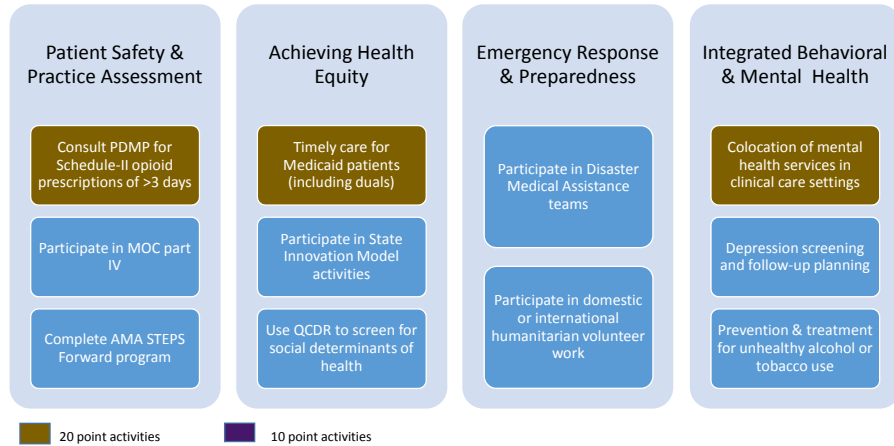 Patient Safety &
Practice Assessment
Consult PDMP for
Schedule-II opioid
prescriptions of >3 days
Participate in MOC part
IV
Complete AMA STEPS
Forward program
Achieving Health
Equity
Timely care for
Medicaid patients
(including duals)
Participate in State
Innovation Model
activities
Use QCDR to screen for
social determinants of
health
Emergency Response
& Preparedness
Participate in Disaster
Medical Assistance
teams
Participate in domestic
or international
humanitarian volunteer
work
Integrated Behavioral
& Mental Health
Colocation of mental
health services in
clinical care settings
Depression screening
and follow-up planning
Prevention & treatment
for unhealthy alcohol or
tobacco use
20 point activities
10 point activities